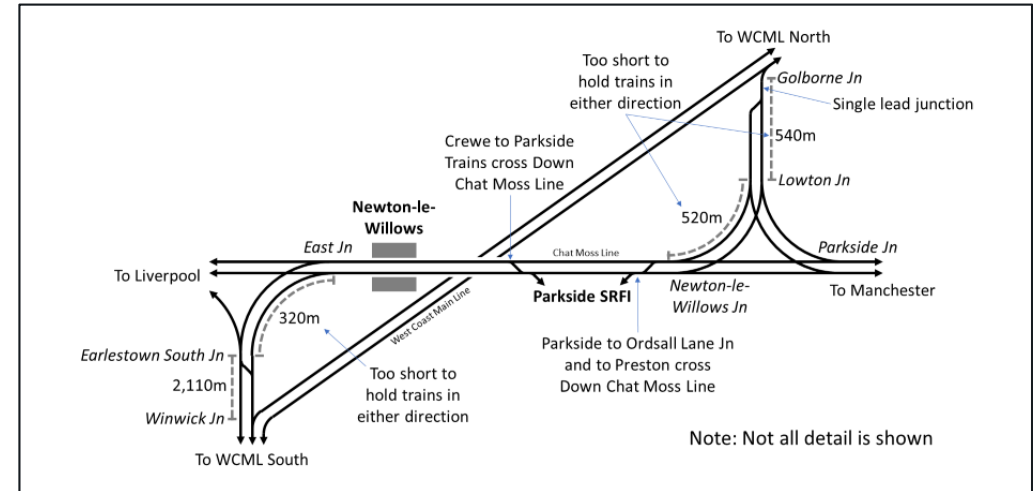 To WCML North
Too short to
hold trains in
either direction
Golborne Jn
Single lead junction
540m
Crewe to Parkside
Trains cross Down
Chat Moss Line
Lowton Jn
520m
Newton-le-
Willows
East Jn
Chat Moss Line
Parkside Jn
To Liverpool
Parkside SRFI
Newton-le-
Willows Jn
To Manchester
320m
West Coast Main Line
Earlestown South Jn
2,110m
Winwick Jn
Too short to
hold trains in
either direction
Parkside to Ordsall Lane Jn
and to Preston cross
Down Chat Moss Line
To WCML South
Note: Not all detail is shown